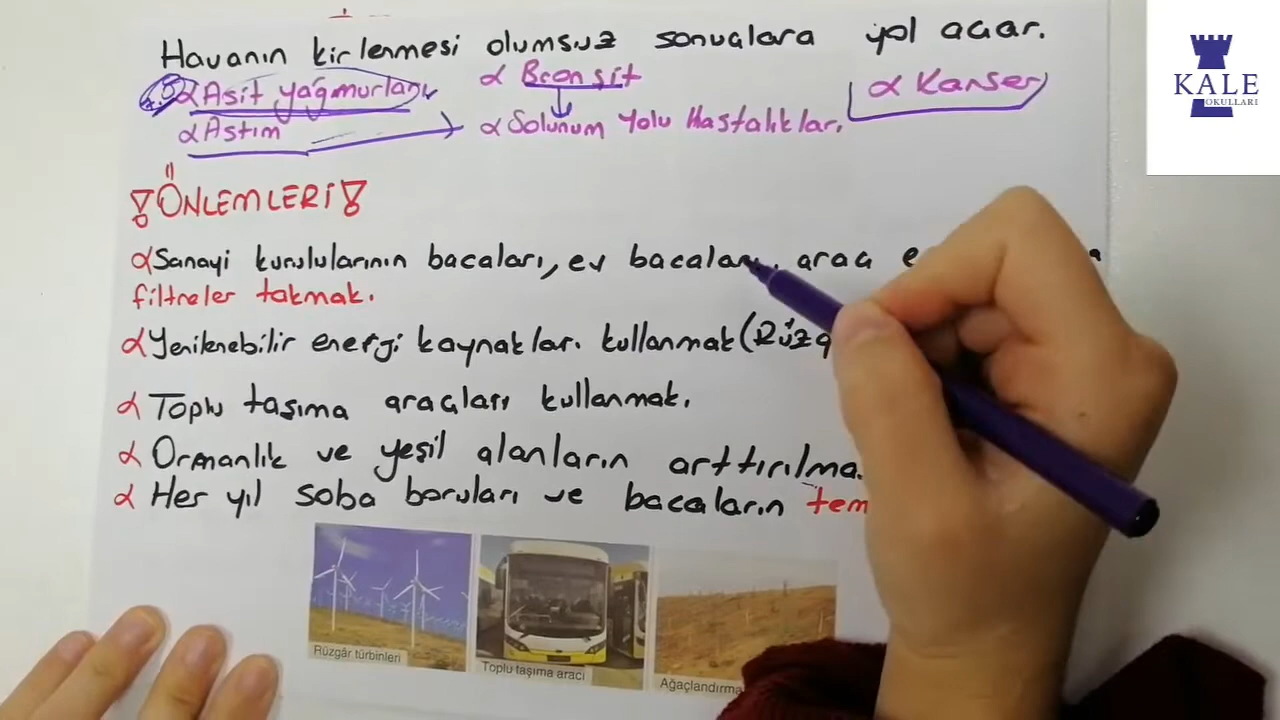 Havanın kirlenmesi olumsuz sonuçlara yol açar.
α Asit yağmurları α Bronşit α Kanser
α Astım α Solunum Yolu Hastalıkları.
ÖNLEMLERİ
α Sanayi kuruluşlarının bacaları, ev bacaları, araç
filtreler takmak.
α Yenilenebilir enerji kaynakları kullanmak (Rüzg
α Toplu taşıma araçları kullanmak.
α Ormanlık ve yeşil alanların arttırılma
α Her yıl soba boruları ve bacaların tem
Rüzgâr türbinleri
Toplu taşıma aracı
Ağaçlandırma
KALE
OKULLARI